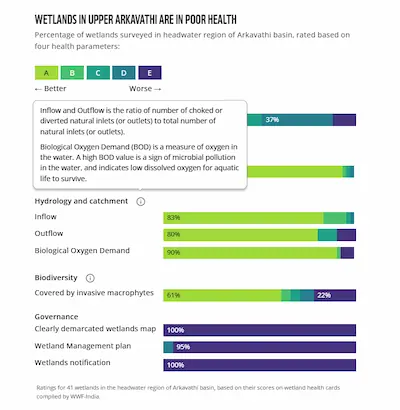 WETLANDS IN UPPER ARKAVATHI ARE IN POOR HEALTH
Percentage of wetlands surveyed in headwater region of Arkavathi basin, rated based on
four health parameters:
A B C D E
← Better Worse →
Inflow and Outflow is the ratio of number of choked or
diverted natural inlets (or outlets) to total number of
natural inlets (or outlets).
Biological Oxygen Demand (BOD) is a measure of oxygen in
the water. A high BOD value is a sign of microbial pollution
in the water, and indicates low dissolved oxygen for aquatic
life to survive.
37%
Hydrology and catchment ⓘ
Inflow 83%
Outflow 80%
Biological Oxygen Demand 90%
Biodiversity ⓘ
Covered by invasive macrophytes 61% 22%
Governance
Clearly demarcated wetlands map 100%
Wetland Management plan 95%
Wetlands notification 100%
Ratings for 41 wetlands in the headwater region of Arkavathi basin, based on their scores on wetland health cards
compiled by WWF-India.